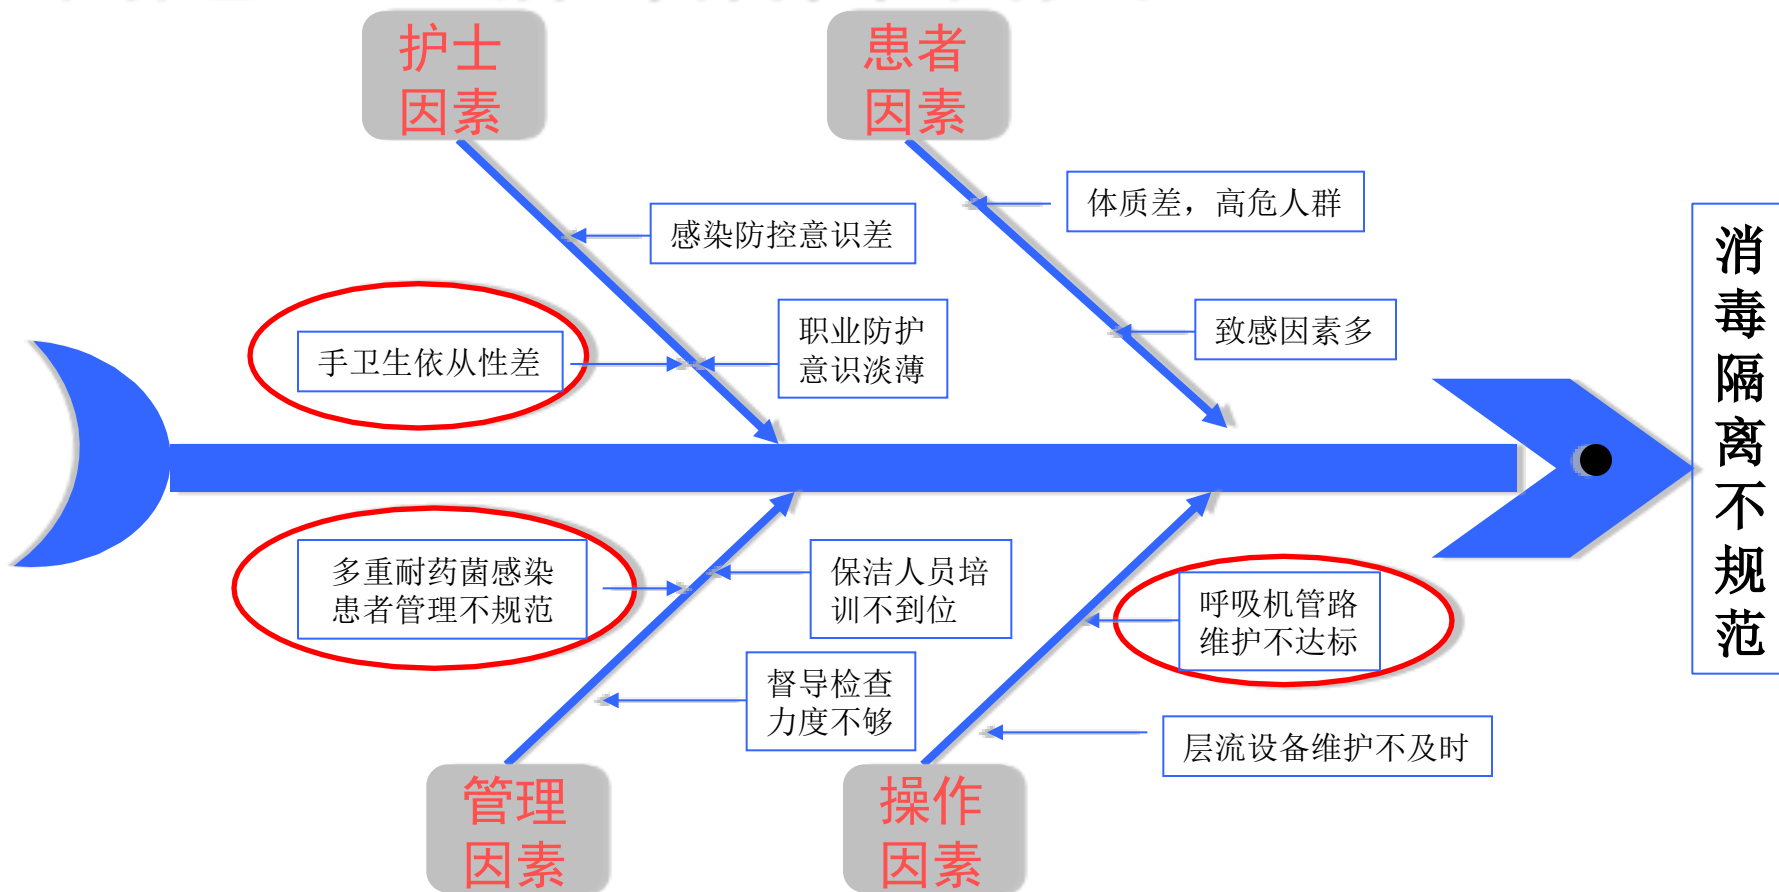 护士
因素
患者
因素
体质差，高危人群
感染防控意识差
职业防护
意识淡薄
致感因素多
手卫生依从性差
消
毒
隔
离
不
规
范
多重耐药菌感染
患者管理不规范
保洁人员培
训不到位
呼吸机管路
维护不达标
督导检查
力度不够
层流设备维护不及时
管理
因素
操作
因素